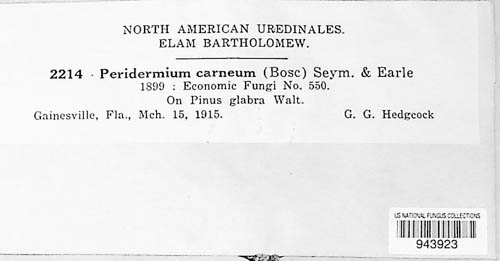 NORTH AMERICAN UREDINALES.
ELAM BARTHOLOMEW.
2214 · Peridermium carneum (Bosc) Seym. & Earle
1899 : Economic Fungi No. 550.
On Pinus glabra Walt.
Gainesville, Fla., Mch. 15, 1915. G. G. Hedgcock
US NATIONAL FUNGUS COLLECTIONS
943923